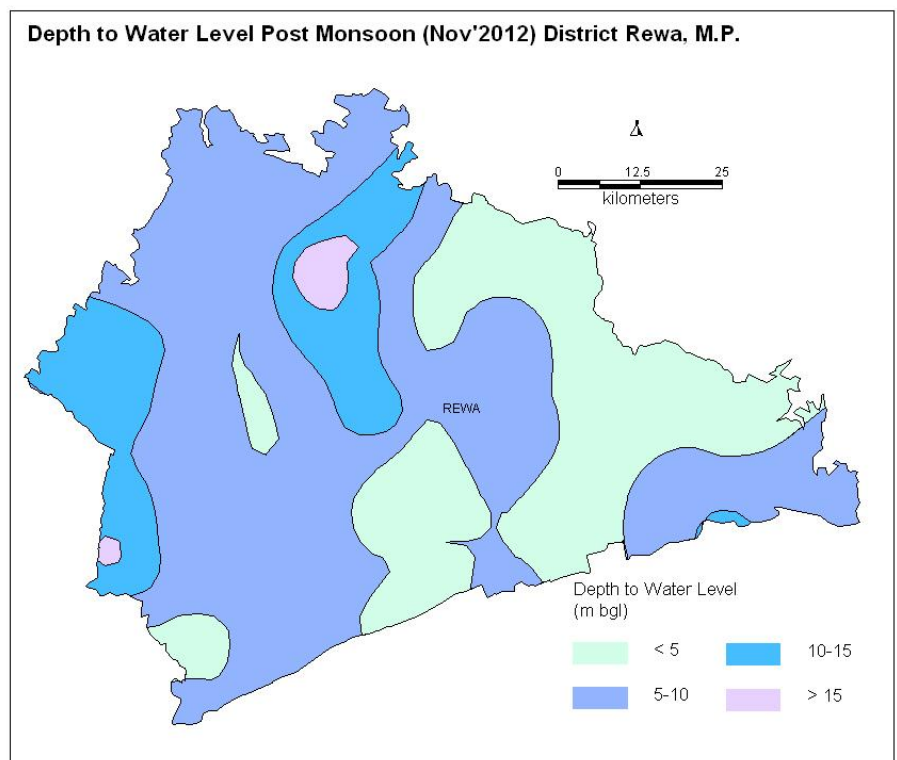 Depth to Water Level Post Monsoon (Nov'2012) District Rewa, M.P.
0 12.5 25
kilometers
REWA
Depth to Water Level
(m bgl)
< 5 10-15
5-10 > 15